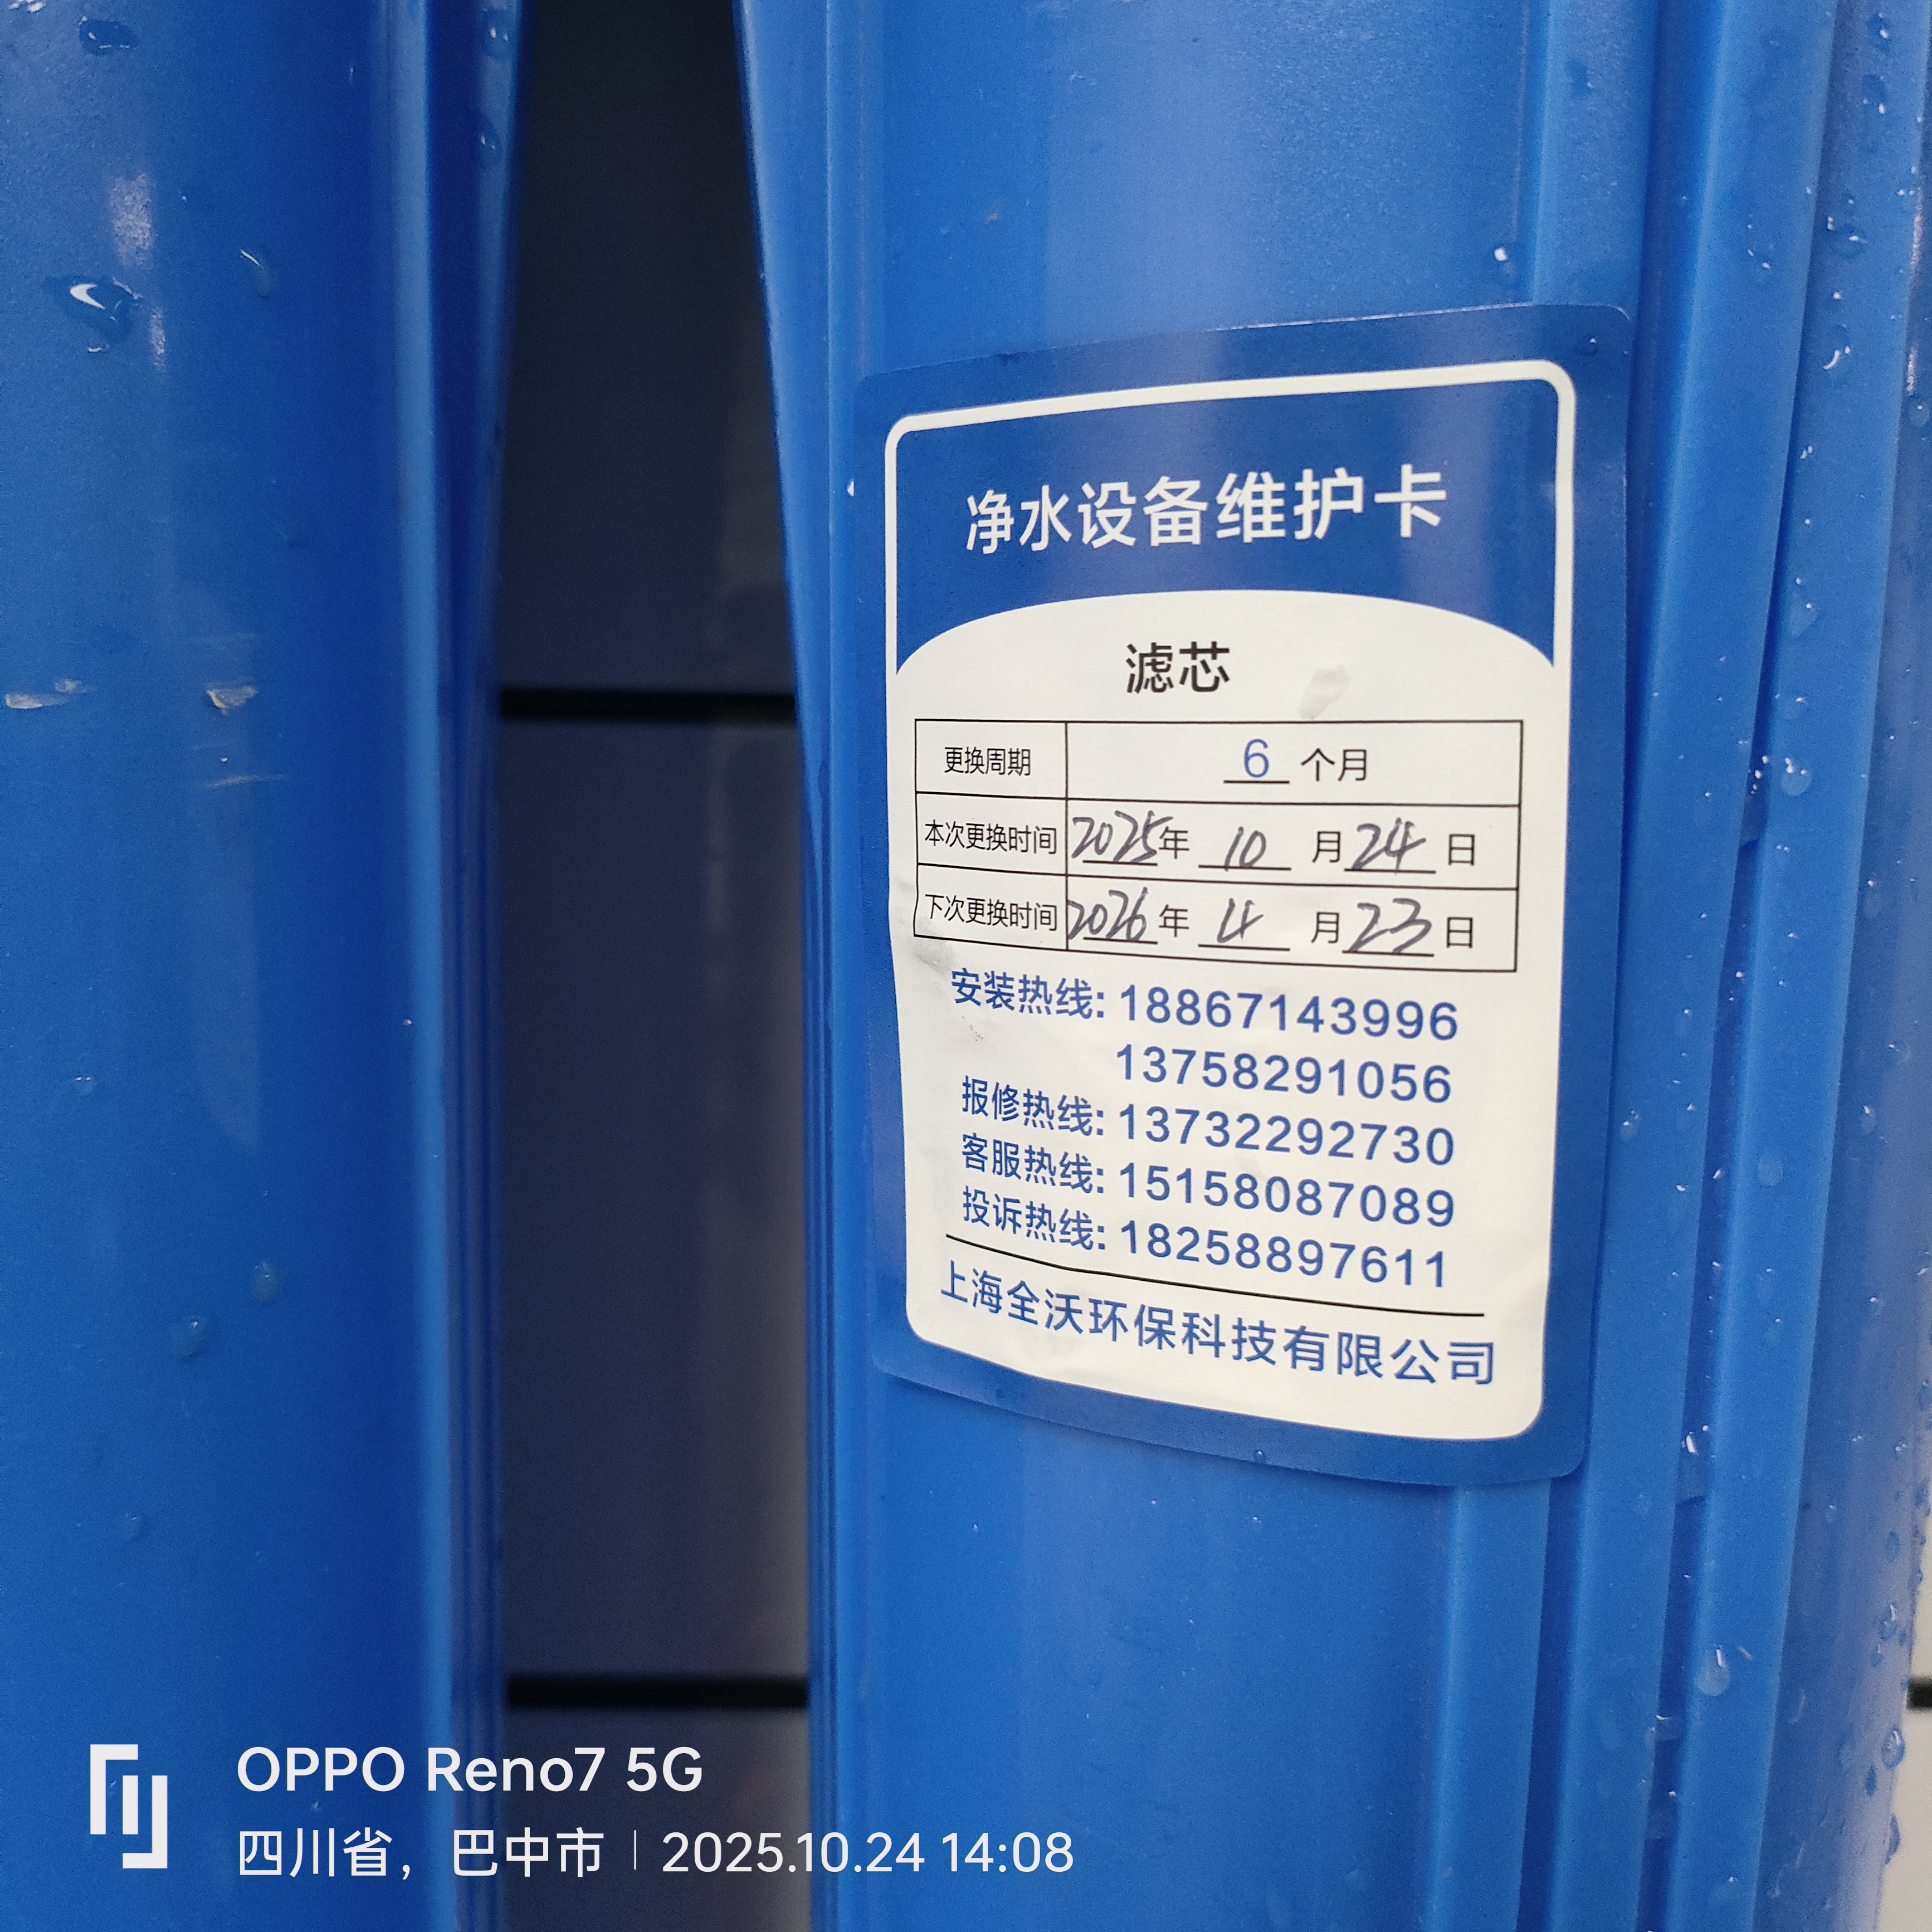 净水设备维护卡
滤芯
更换周期 6 个月
本次更换时间 2025年 10 月 24 日
下次更换时间 2026年 4 月 23 日
安装热线: 18867143996
13758291056
报修热线: 13732292730
客服热线: 15158087089
投诉热线: 18258897611
上海全沃环保科技有限公司
OPPO Reno7 5G
四川省，巴中市 | 2025.10.24 14:08